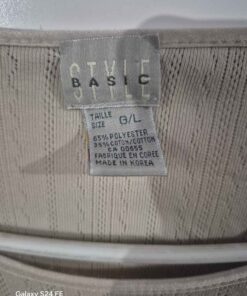 STYLE
BASIC
TAILLE
SIZE G/L
65% POLYESTER
35% COTON/COTTON
CA 00655
FABRIQUE EN COREE
MADE IN KOREA
Galaxy S24 FE